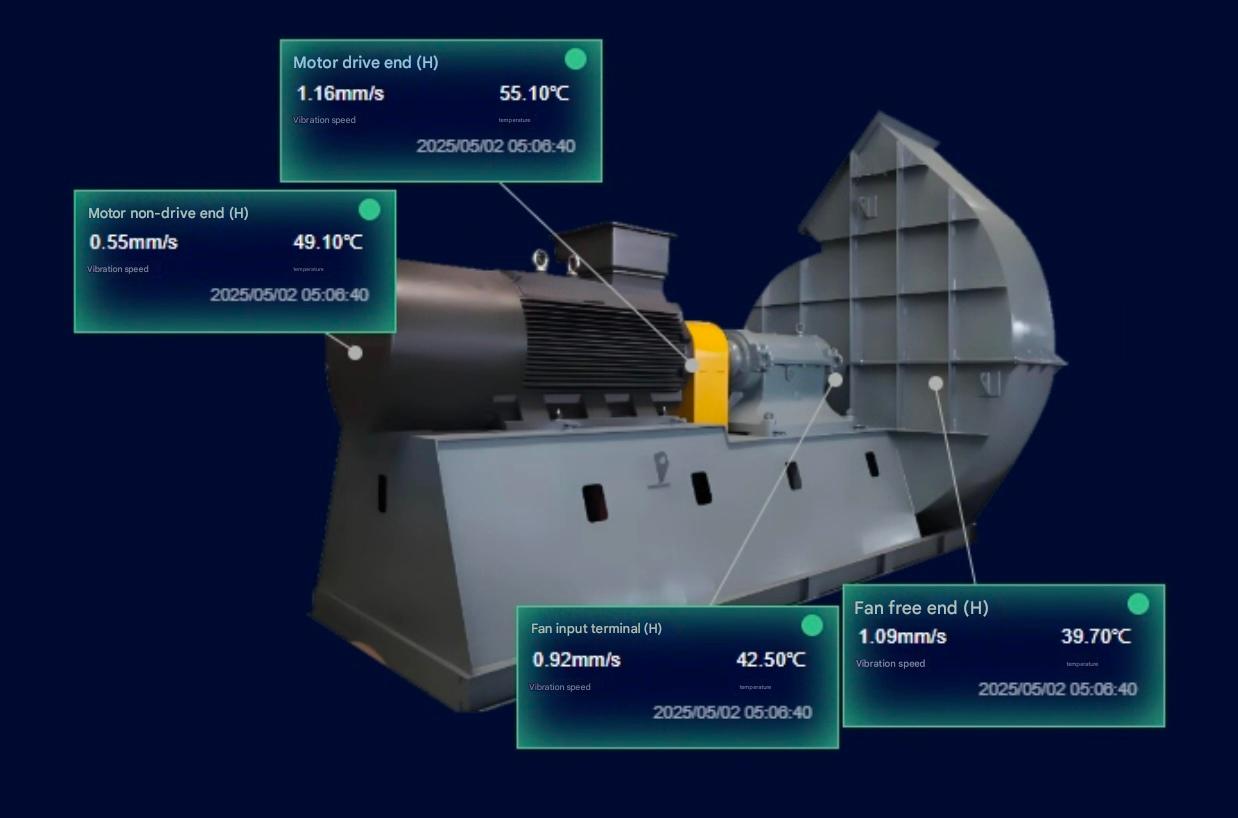 Motor drive end (H)
1.16mm/s 55.10℃
Vibration speed temperature
2025/05/02 05:06:40
Motor non-drive end (H)
0.55mm/s 49.10℃
Vibration speed temperature
2025/05/02 05:06:40
Fan input terminal (H)
0.92mm/s 42.50℃
Vibration speed temperature
2025/05/02 05:06:40
Fan free end (H)
1.09mm/s 39.70℃
Vibration speed temperature
2025/05/02 05:06:40